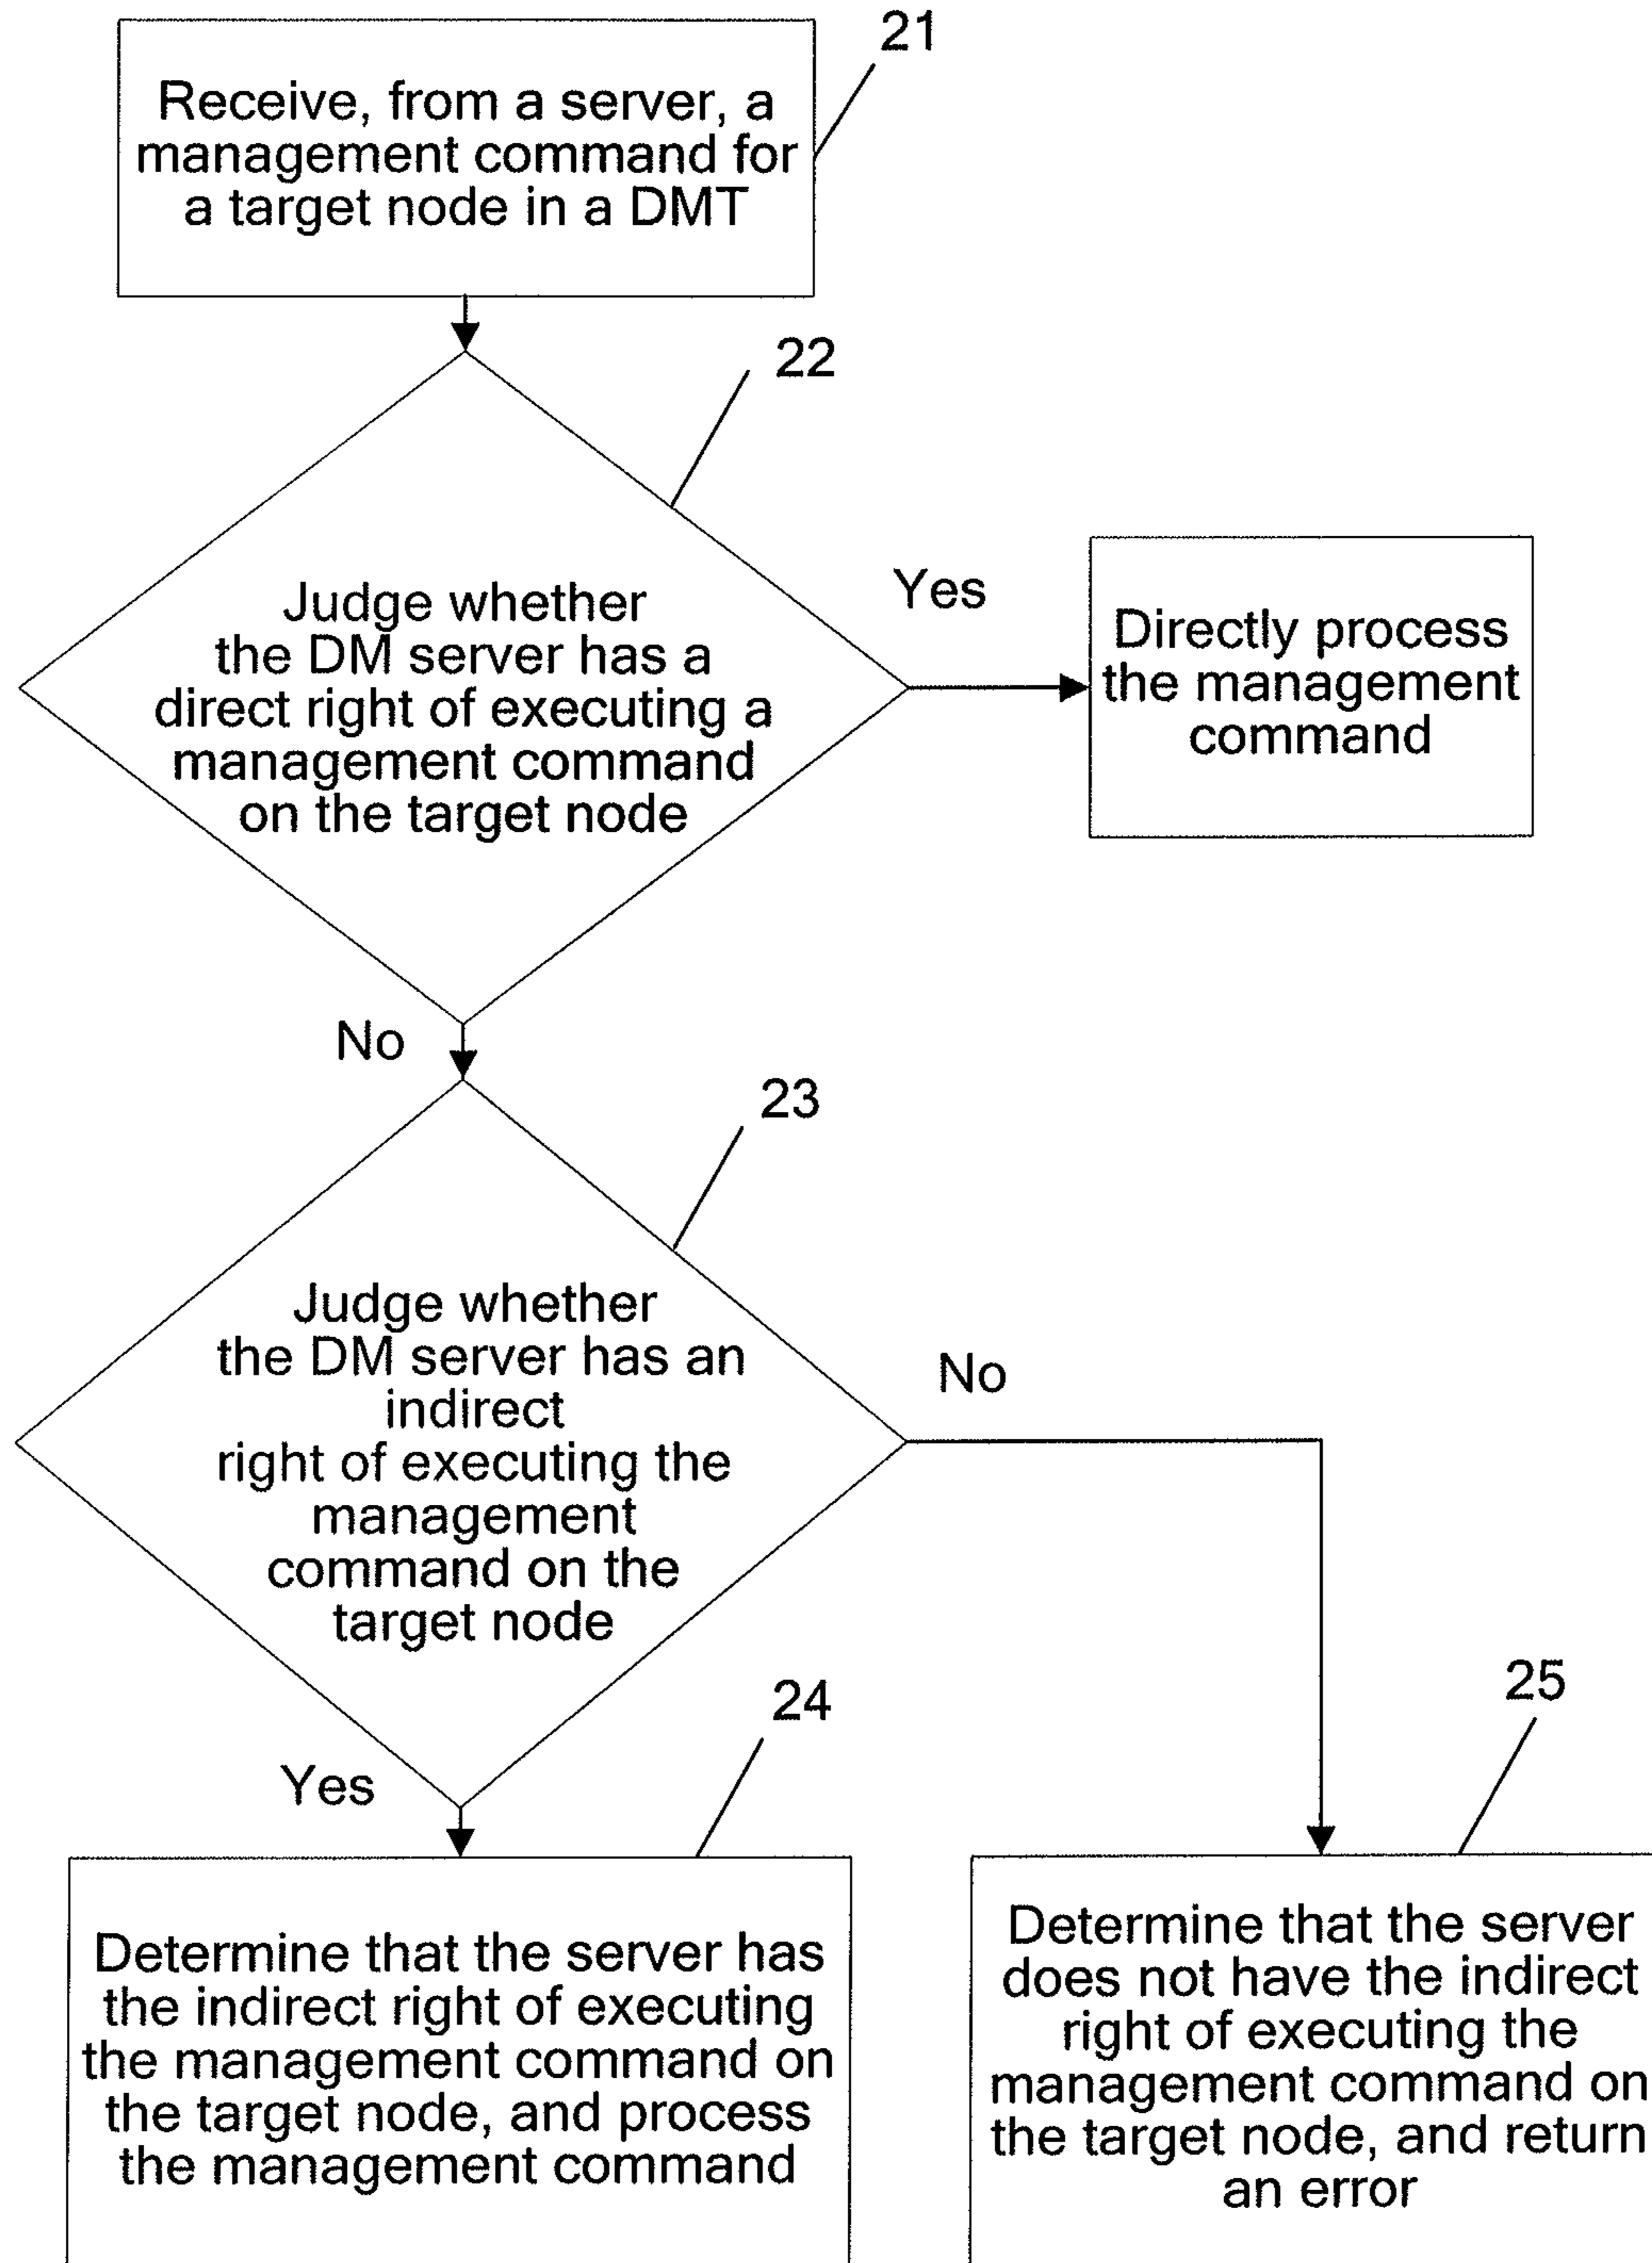 21
Receive, from a server, a
management command for
a target node in a DMT
22
Judge whether
the DM server has a
direct right of executing a
management command
on the target node
Yes
Directly process
the management
command
No
23
Judge whether
the DM server has an
indirect
right of executing the
management
command on the
target node
No
24
25
Yes
Determine that the server has
the indirect right of executing
the management command on
the target node, and process
the management command
Determine that the server
does not have the indirect
right of executing the
management command on
the target node, and return
an error